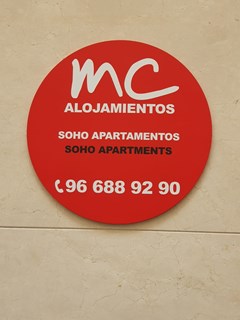 mc
ALOJAMIENTOS
SOHO APARTAMENTOS
SOHO APARTMENTS
96 688 92 90